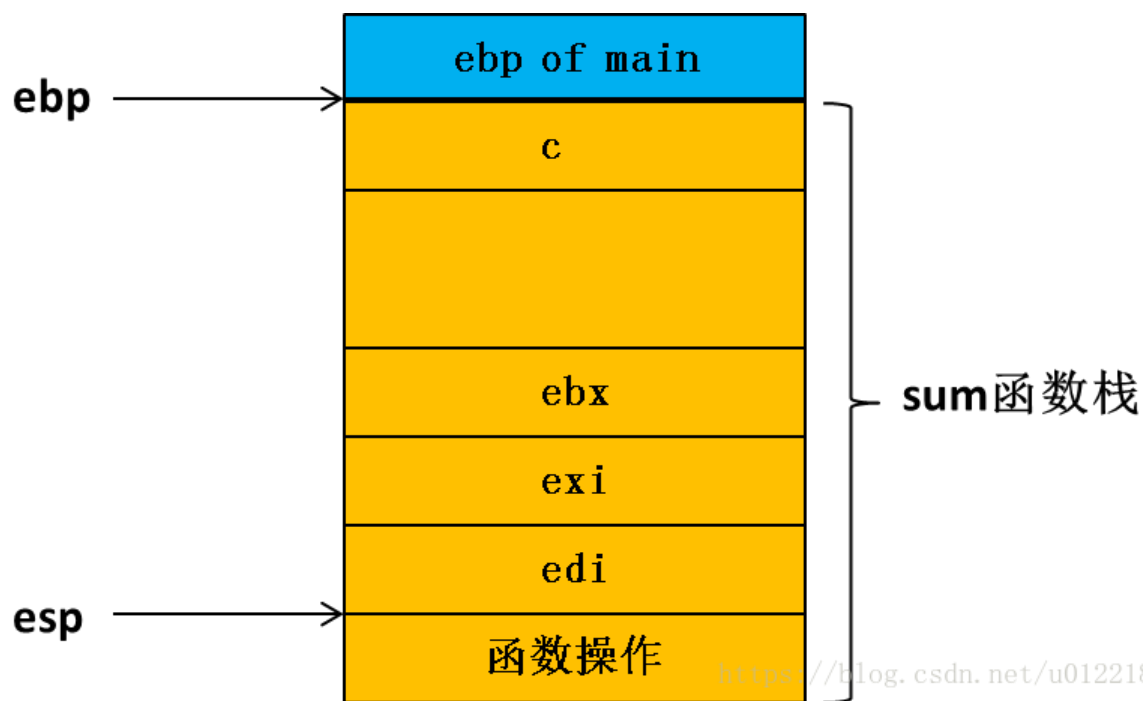 ebp of main
ebp
c
ebx
sum函数栈
exi
edi
esp
函数操作
https://blog.csdn.net/u012218